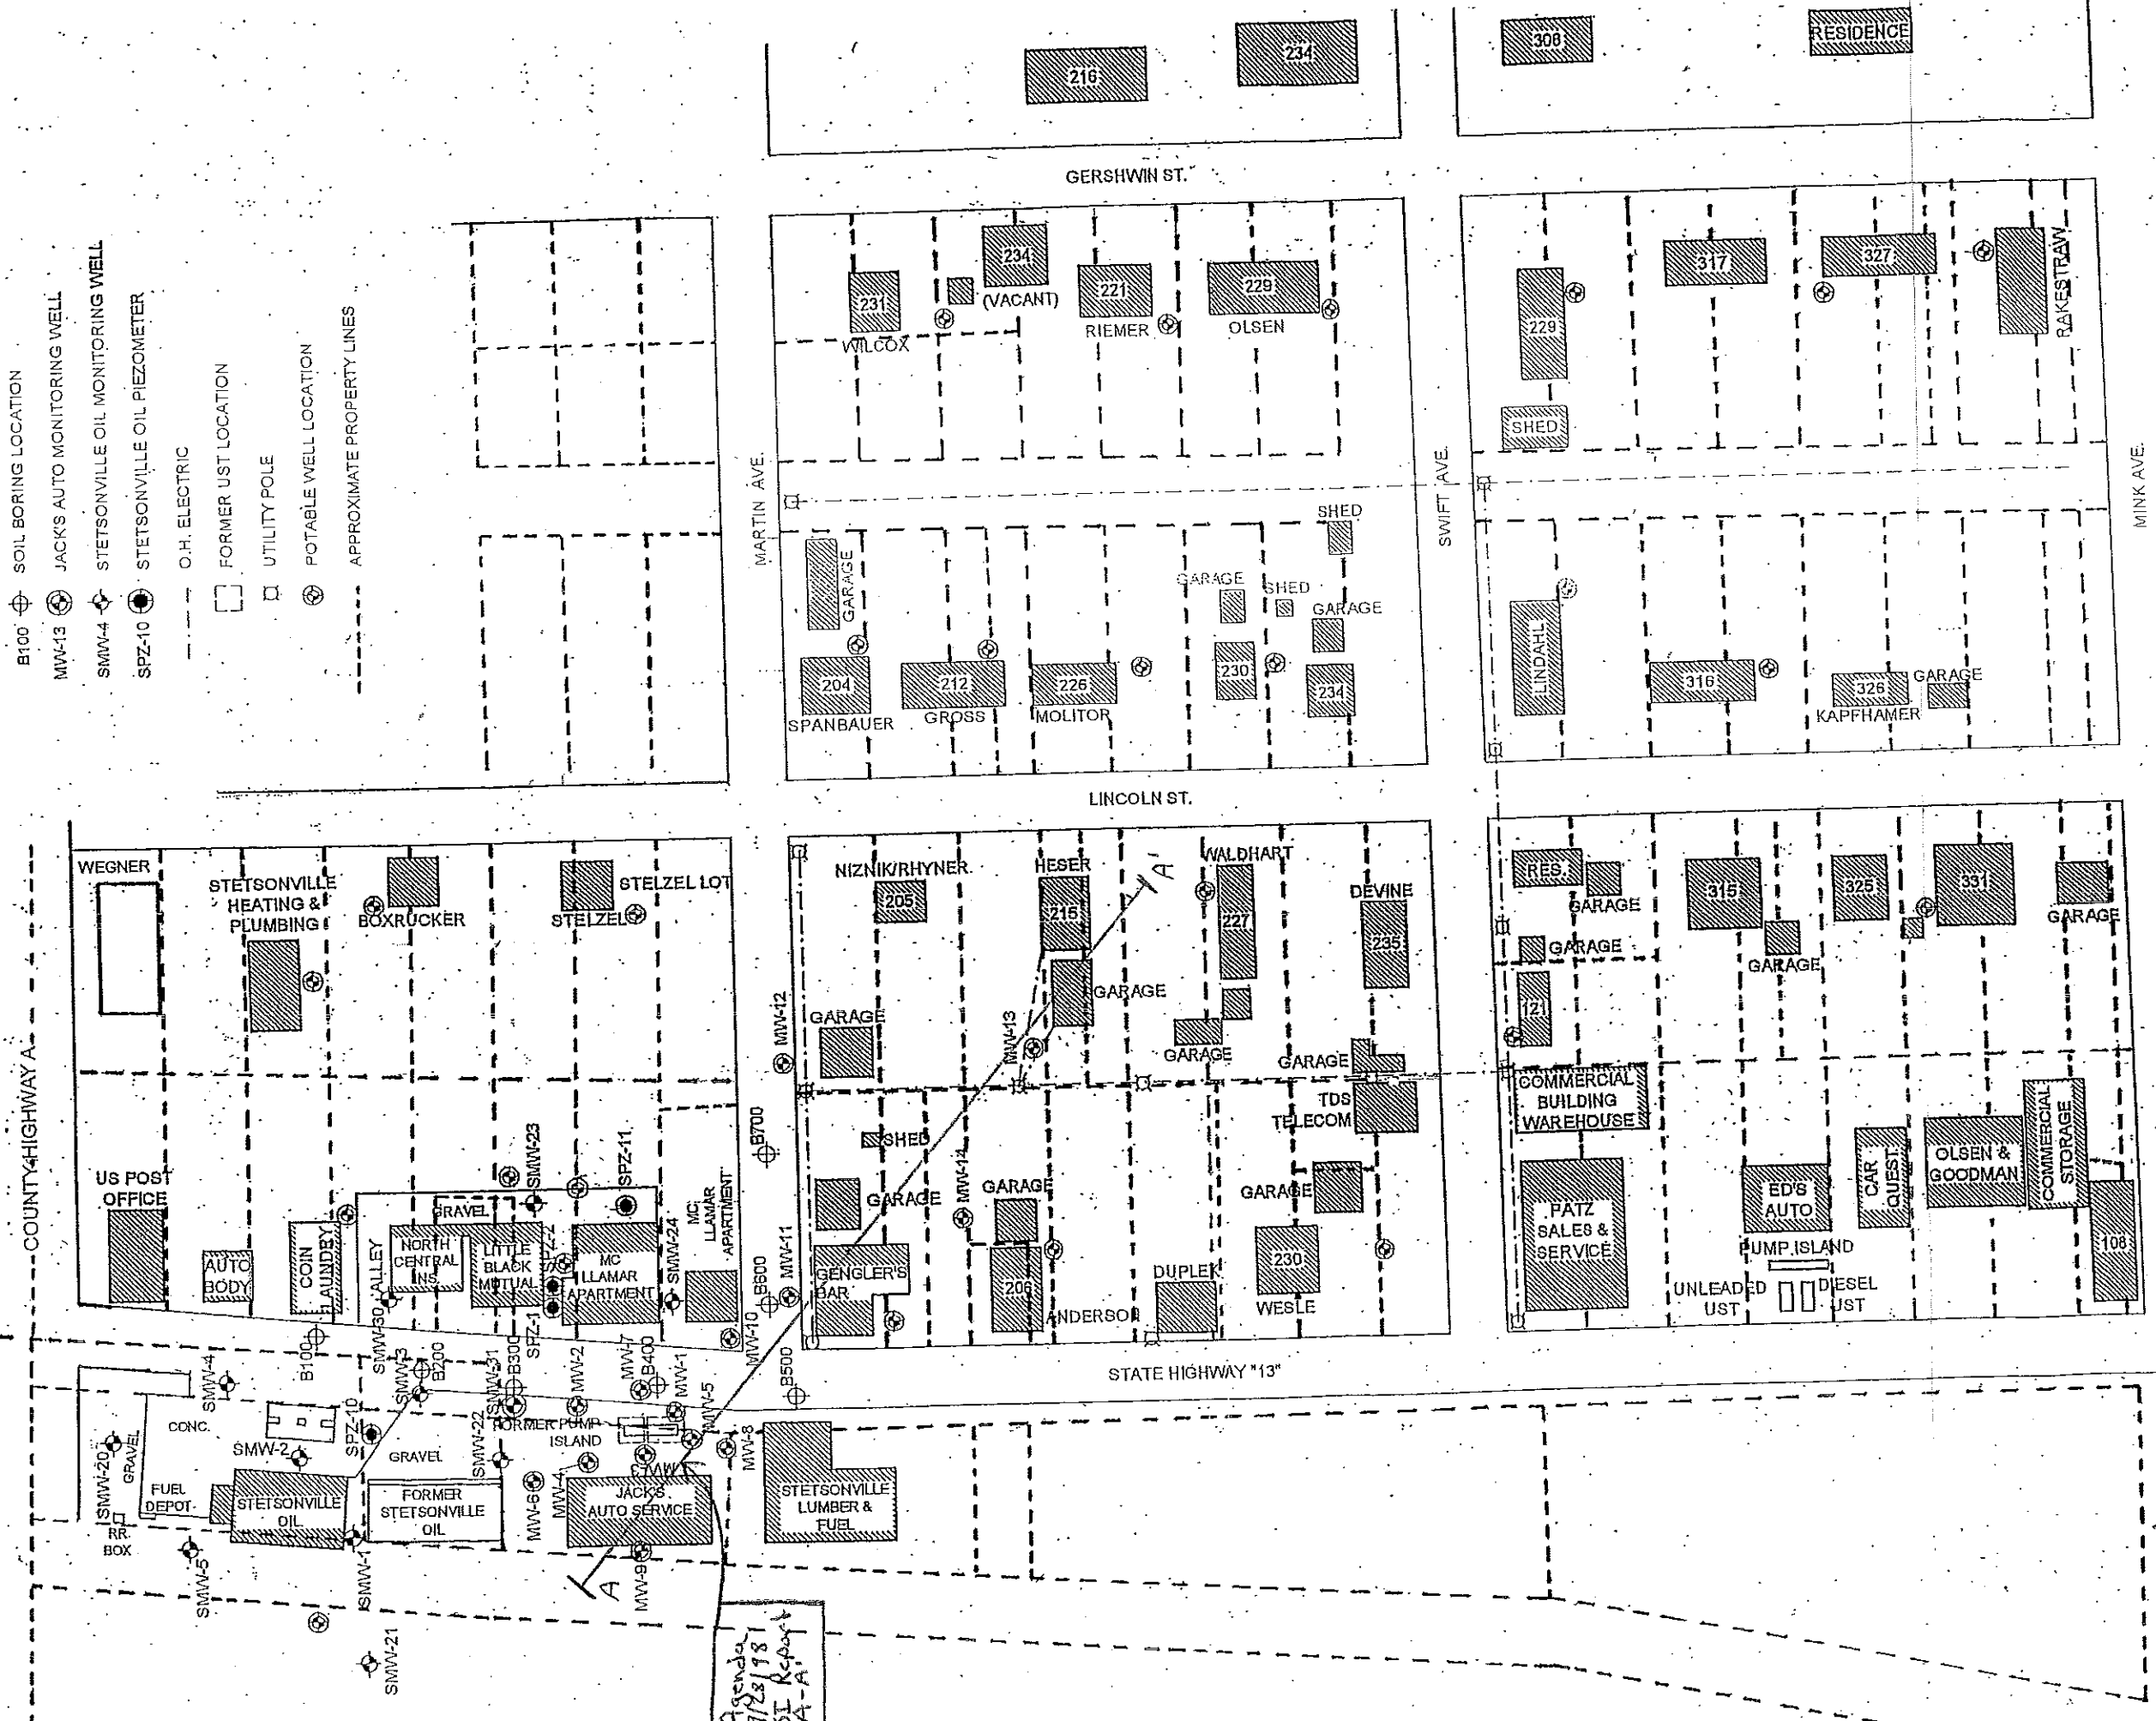 B100 SOIL BORING LOCATION
MW-13 JACK'S AUTO MONITORING WELL
SMW-4 STETSONVILLE OIL MONITORING WELL
SPZ-10 STETSONVILLE OIL PIEZOMETER
O.H. ELECTRIC
FORMER UST LOCATION
UTILITY POLE
POTABLE WELL LOCATION
APPROXIMATE PROPERTY LINES
216
234
308
RESIDENCE
GERSHWIN ST.
231
WILCOX
234
(VACANT)
221
RIEMER
229
OLSEN
229
SHED
317
327
RAKESTRAW
MARTIN AVE.
SWIFT AVE.
MINK AVE.
GARAGE
204
SPANBAUER
212
GROSS
226
MOLITOR
GARAGE
230
SHED
SHED
GARAGE
234
LINDAHL
316
326
KAPFHAMER
GARAGE
LINCOLN ST.
COUNTY HIGHWAY A
WEGNER
STETSONVILLE
HEATING &
PLUMBING
BOXRUCKER
STELZEL
STELZEL LOT
NIZNIK/RHYNER
205
HESER
215
A'
WALDHART
227
DEVINE
235
RES.
GARAGE
GARAGE
121
315
GARAGE
325
331
GARAGE
MW-12
GARAGE
MW-13
GARAGE
GARAGE
GARAGE
TDS
TELECOM
COMMERCIAL
BUILDING
WAREHOUSE
US POST
OFFICE
AUTO
BODY
COIN
LAUNDRY
ALLEY
GRAVEL
NORTH
CENTRAL
INS.
LITTLE
BLACK
MUTUAL
SMW-23
SPZ-11
SPZ-2
MC
LLAMAR
APARTMENT
SMW-24
MC
LLAMAR
APARTMENT
B700
B600
MW-11
SHED
GARAGE
GENGLER'S
BAR
MW-14
GARAGE
206
ANDERSON
DUPLEX
GARAGE
230
WESLE
PATZ
SALES &
SERVICE
ED'S
AUTO
PUMP ISLAND
UNLEADED
UST
DIESEL
UST
CAR
QUEST
OLSEN &
GOODMAN
COMMERCIAL
STORAGE
108
STATE HIGHWAY "13"
SMW-4
B100
SMW-30
SMW-3
B200
SMW-31
B300
SPZ-1
MW-2
MW-7
B400
MW-1
MW-5
MW-10
B500
CONC.
GRAVEL
SMW-20
SMW-2
SPZ-10
GRAVEL
SMW-22
FORMER PUMP
ISLAND
MW-3
MW-8
FUEL
DEPOT
STETSONVILLE
OIL
FORMER
STETSONVILLE
OIL
MW-6
MW-4
JACK'S
AUTO SERVICE
STETSONVILLE
LUMBER &
FUEL
RR.
BOX
SMW-5
SMW-1
A
MW-9
SMW-21
Agenda
Report
A-A'